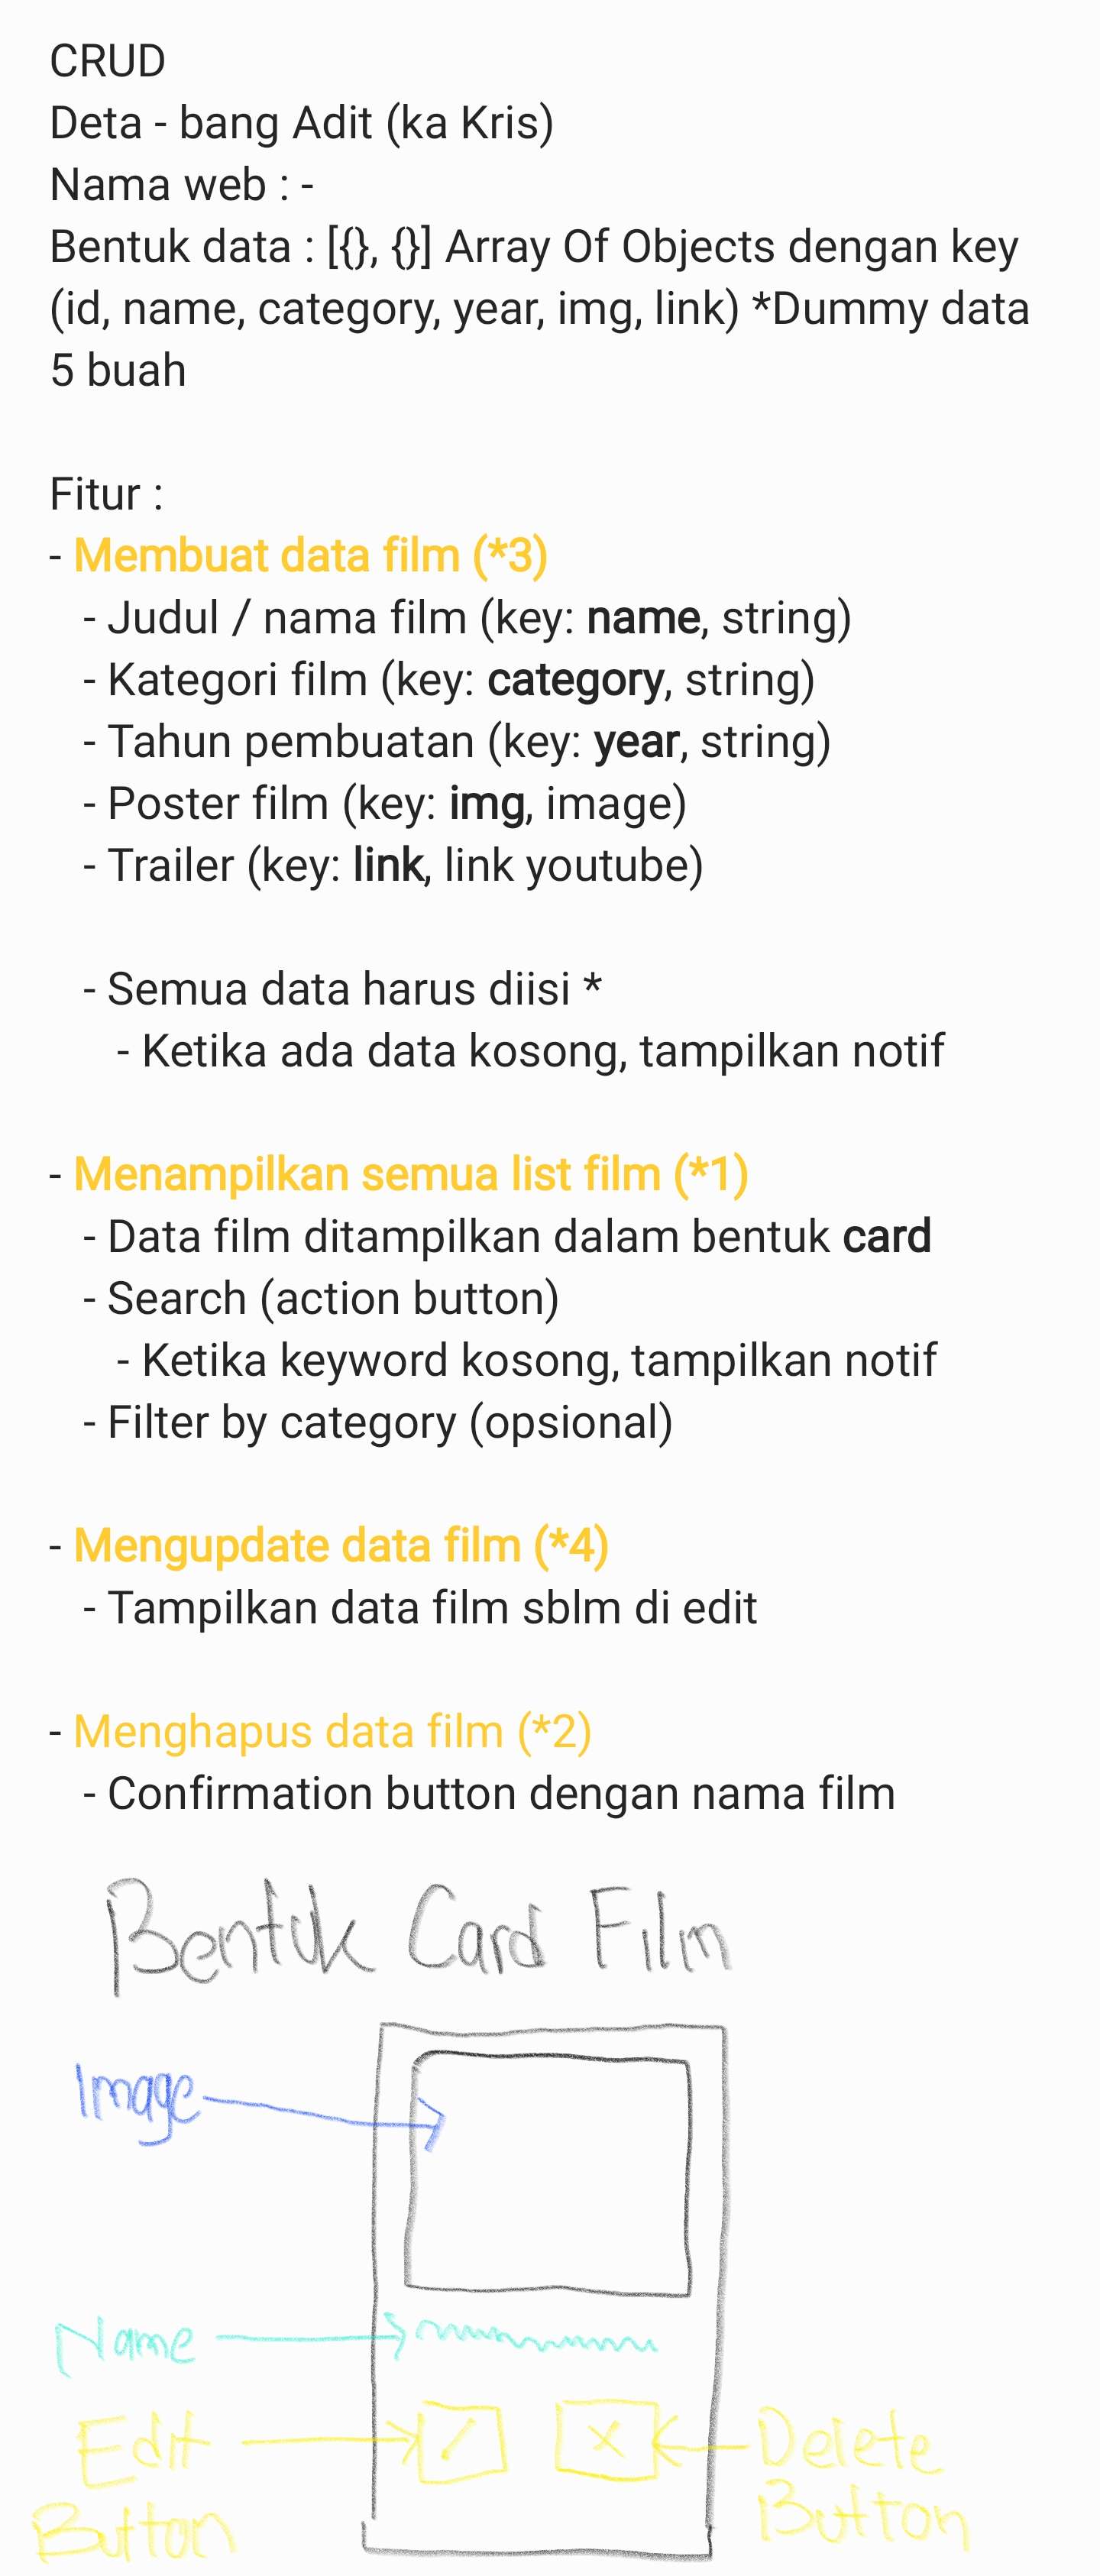 CRUD
Deta - bang Adit (ka Kris)
Nama web : -
Bentuk data : [{}, {}] Array Of Objects dengan key
(id, name, category, year, img, link) *Dummy data
5 buah
Fitur :
- Membuat data film (*3)
- Judul / nama film (key: name, string)
- Kategori film (key: category, string)
- Tahun pembuatan (key: year, string)
- Poster film (key: img, image)
- Trailer (key: link, link youtube)
- Semua data harus diisi *
- Ketika ada data kosong, tampilkan notif
- Menampilkan semua list film (*1)
- Data film ditampilkan dalam bentuk card
- Search (action button)
- Ketika keyword kosong, tampilkan notif
- Filter by category (opsional)
- Mengupdate data film (*4)
- Tampilkan data film sblm di edit
- Menghapus data film (*2)
- Confirmation button dengan nama film
Bentuk Card Film
Image
Name
Edit
Button
Delete
Button